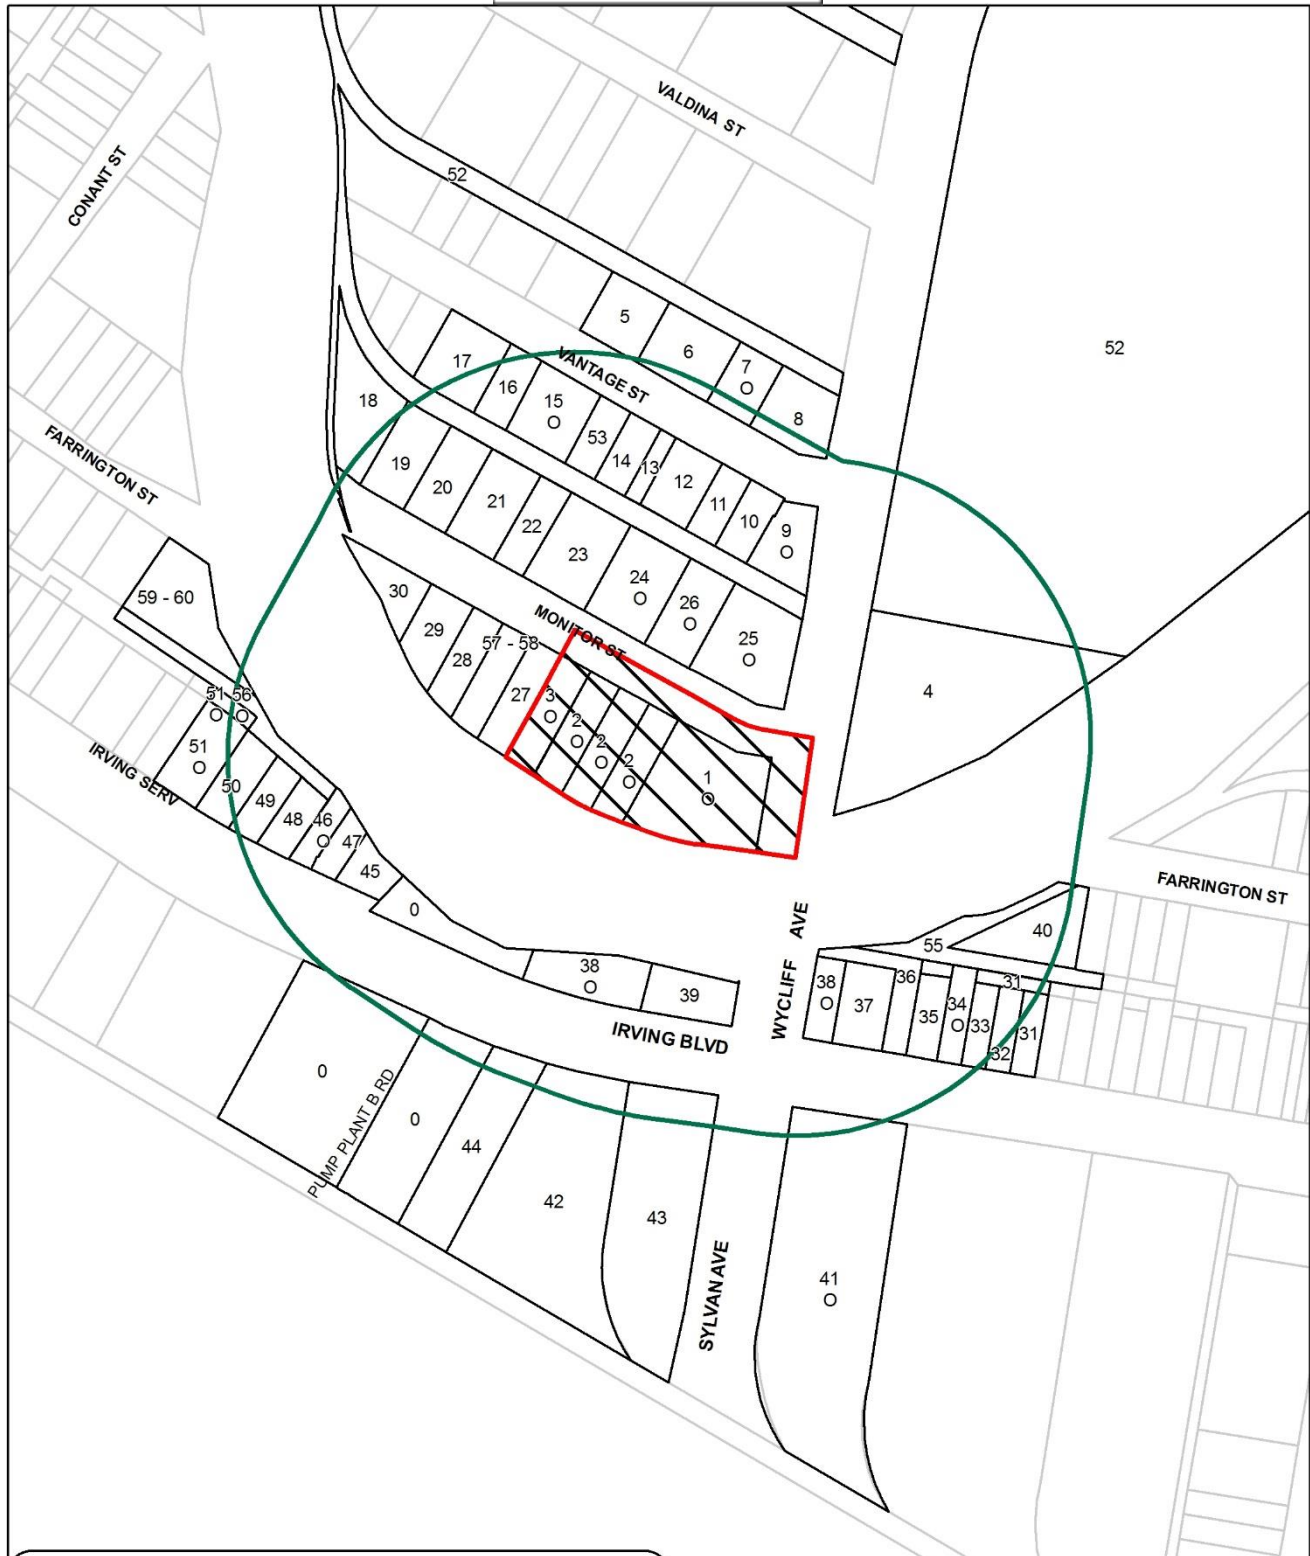 VALDINA ST
CONANT ST
52
52
5
6
7
O
8
VANTAGE ST
17
16
15
O
53
14
13
12
11
10
9
O
18
19
20
21
22
23
24
O
26
O
25
O
FARRINGTON ST
59 - 60
30
29
28
57 - 58
27
MONITOR ST
3
O
2
O
2
O
2
O
1
O
4
51
O
56
O
51
O
50
49
48
46
O
47
45
0
IRVING SERV
38
O
39
IRVING BLVD
WYCLIFF AVE
FARRINGTON ST
40
55
31
38
O
37
36
35
34
O
33
32
31
0
PUMP PLANT B RD
0
44
42
43
SYLVAN AVE
41
O